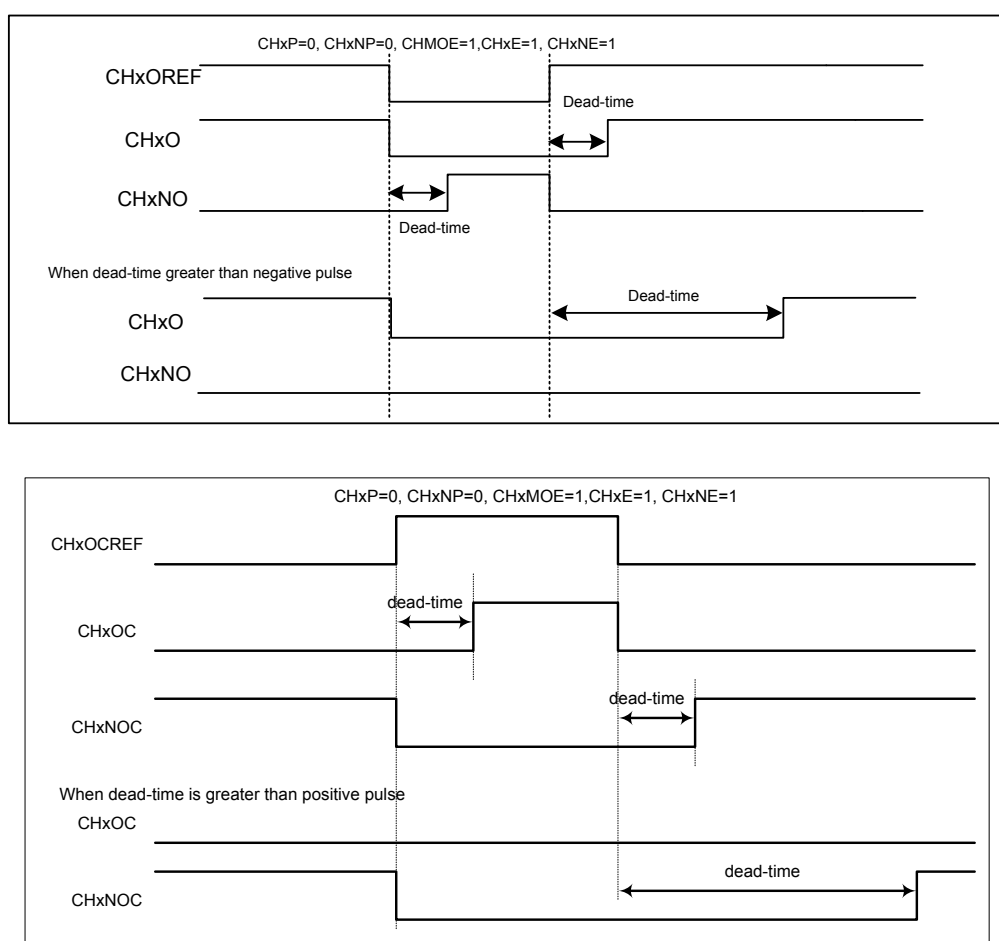 CHxP=0, CHxNP=0, CHMOE=1,CHxE=1, CHxNE=1
CHxOREF
Dead-time
CHxO
CHxNO
Dead-time
When dead-time greater than negative pulse
Dead-time
CHxO
CHxNO
CHxP=0, CHxNP=0, CHxMOE=1,CHxE=1, CHxNE=1
CHxOCREF
dead-time
CHxOC
dead-time
CHxNOC
When dead-time is greater than positive pulse
CHxOC
dead-time
CHxNOC